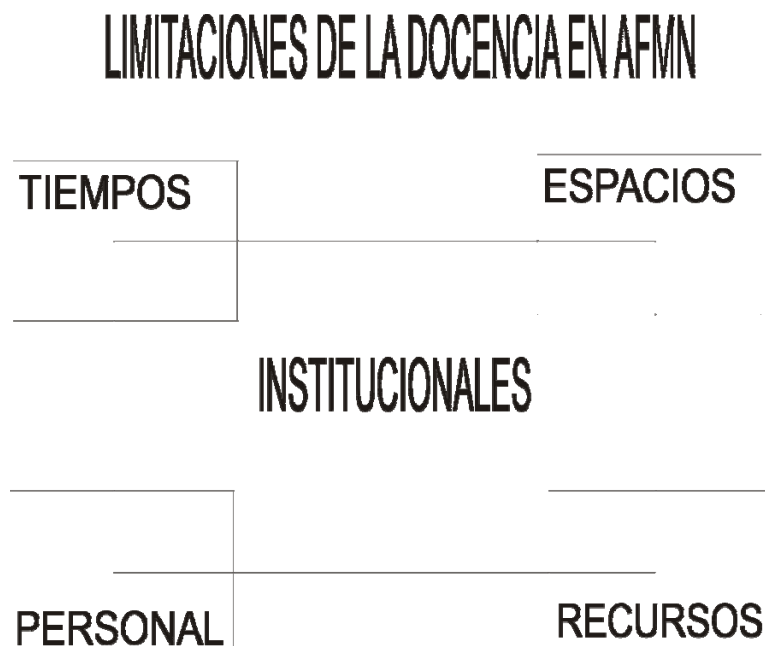 LIMITACIONES DE LA DOCENCIA EN AFMN
TIEMPOS
ESPACIOS
INSTITUCIONALES
PERSONAL
RECURSOS